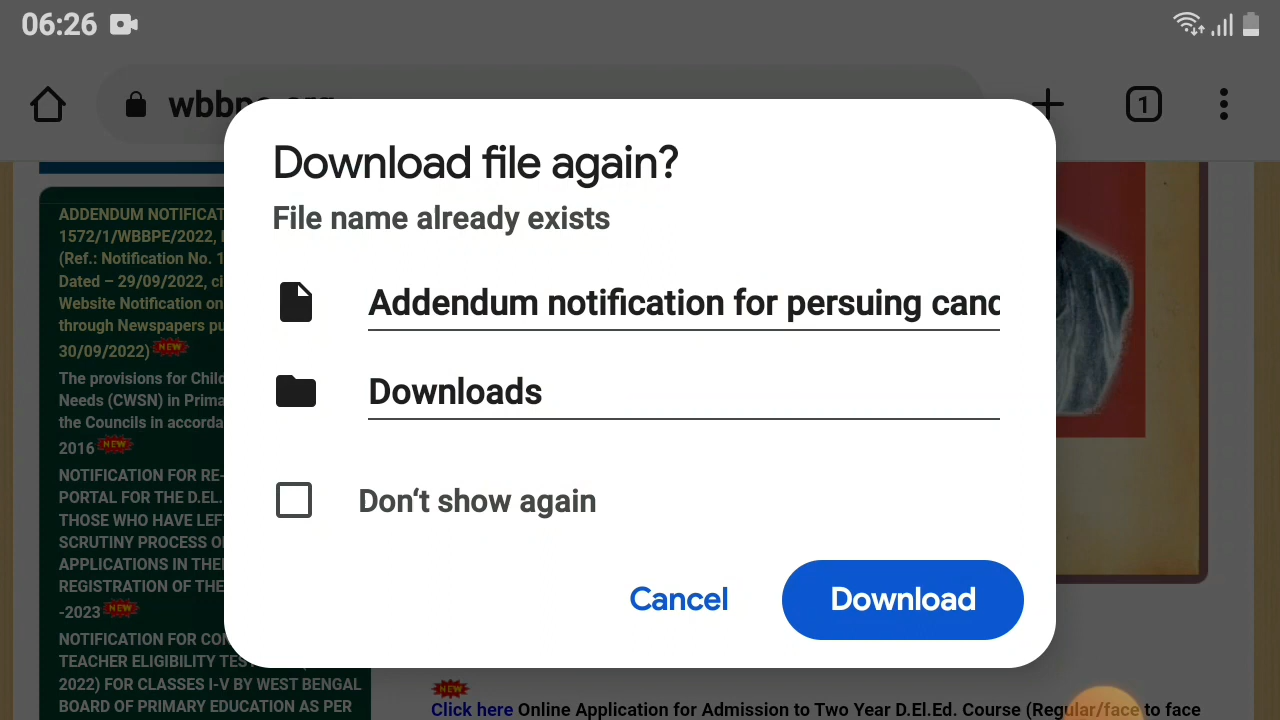 06:26
wbbpe.org
1
Download file again?
File name already exists
Addendum notification for persuing canc
Downloads
Don't show again
Cancel
Download
ADDENDUM NOTIFICAT
1572/1/WBBPE/2022,
(Ref.: Notification No. 1
Dated – 29/09/2022, ci
Website Notification on
through Newspapers pu
30/09/2022) NEW
The provisions for Chilo
Needs (CWSN) in Prima
the Councils in accorda
2016 NEW
NOTIFICATION FOR RE-
PORTAL FOR THE D.EL.
THOSE WHO HAVE LEF
SCRUTINY PROCESS O
APPLICATIONS IN THE
REGISTRATION OF THE
-2023 NEW
NOTIFICATION FOR CO
TEACHER ELIGIBILITY TES
2022) FOR CLASSES I-V BY WEST BENGAL
BOARD OF PRIMARY EDUCATION AS PER
NEW
Click here Online Application for Admission to Two Year D.El.Ed. Course (Regular/face to face